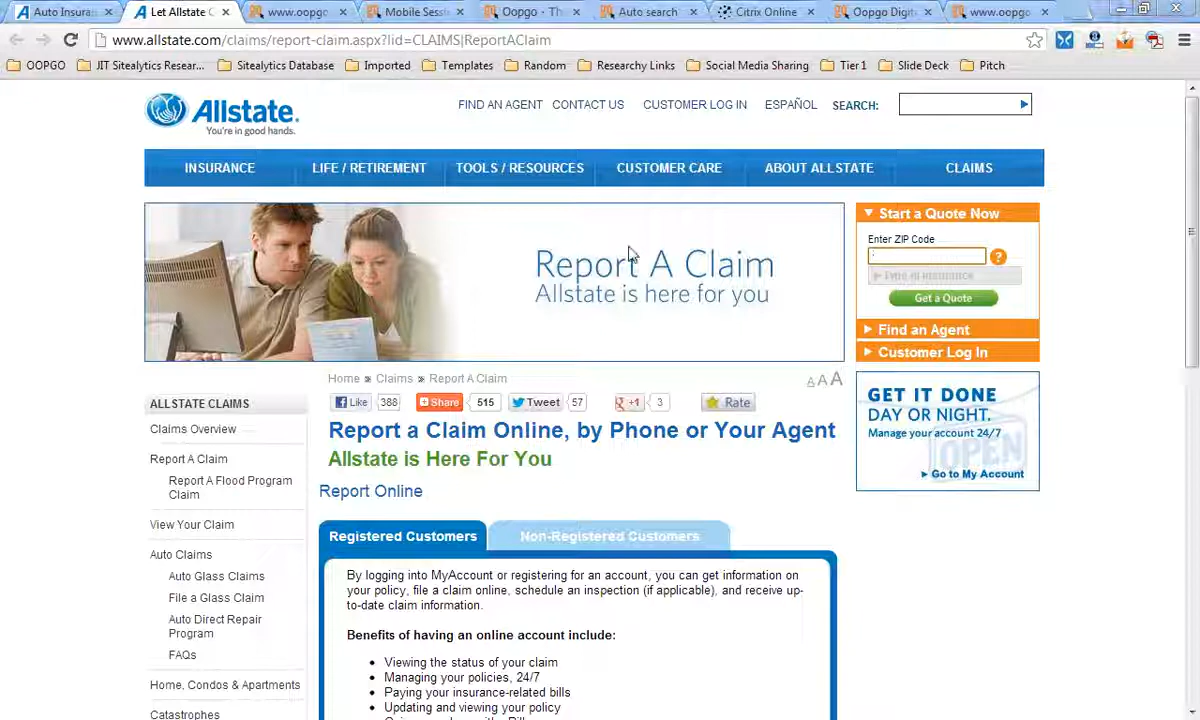 Auto Insura
Let Allstate C
www.oopgo
Mobile Sess
Oopgo - Th
Auto search
Citrix Online
Oopgo Digit
www.oopgo
www.allstate.com/claims/report-claim.aspx?lid=CLAIMS|ReportAClaim
OOPGO
JIT Sitealytics Resear...
Sitealytics Database
Imported
Templates
Random
Researchy Links
Social Media Sharing
Tier 1
Slide Deck
Pitch
Allstate.
You're in good hands.
FIND AN AGENT
CONTACT US
CUSTOMER LOG IN
ESPAÑOL
SEARCH:
INSURANCE
LIFE / RETIREMENT
TOOLS / RESOURCES
CUSTOMER CARE
ABOUT ALLSTATE
CLAIMS
Report A Claim
Allstate is here for you
Start a Quote Now
Enter ZIP Code
?
Get a Quote
Find an Agent
Customer Log In
GET IT DONE
DAY OR NIGHT.
Manage your account 24/7
OPEN
Go to My Account
Home » Claims » Report A Claim
A A A
Like 388
Share 515
Tweet 57
+1 3
Rate
Report a Claim Online, by Phone or Your Agent
Allstate is Here For You
Report Online
ALLSTATE CLAIMS
Claims Overview
Report A Claim
Report A Flood Program
Claim
View Your Claim
Auto Claims
Auto Glass Claims
File a Glass Claim
Auto Direct Repair
Program
FAQs
Home, Condos & Apartments
Catastrophes
Registered Customers
Non-Registered Customers
By logging into MyAccount or registering for an account, you can get information on
your policy, file a claim online, schedule an inspection (if applicable), and receive up-
to-date claim information.
Benefits of having an online account include:
Viewing the status of your claim
Managing your policies, 24/7
Paying your insurance-related bills
Updating and viewing your policy